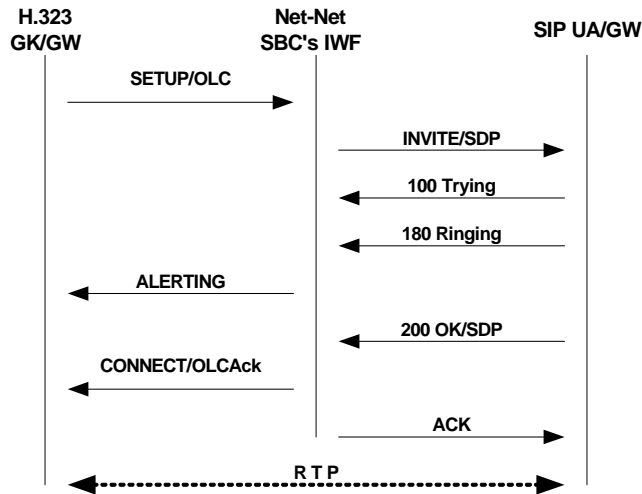 H.323
GK/GW
Net-Net
SBC's IWF
SIP UA/GW
SETUP/OLC
INVITE/SDP
100 Trying
180 Ringing
ALERTING
200 OK/SDP
CONNECT/OLCAck
ACK
R T P